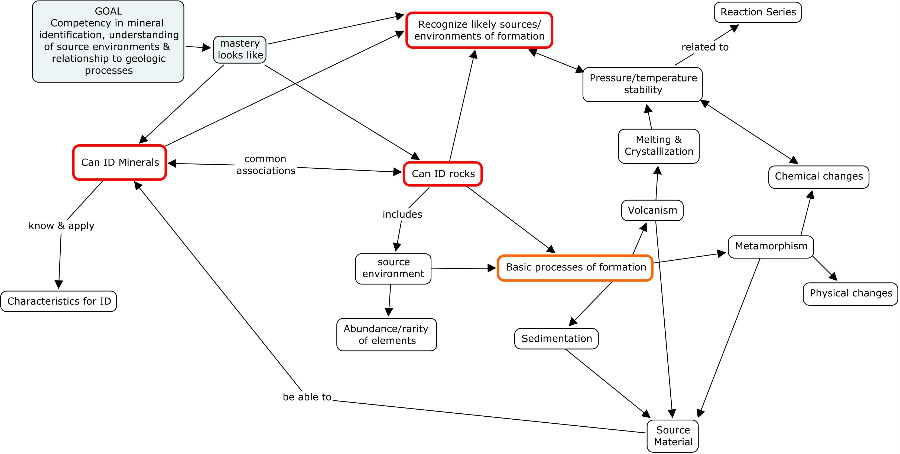 GOAL
Competency in mineral
identification, understanding
of source environments &
relationship to geologic
processes
mastery
looks like
Recognize likely sources/
environments of formation
Reaction Series
related to
Pressure/temperature
stability
Melting &
Crystallization
Can ID Minerals
common
associations
Can ID rocks
Chemical changes
know & apply
includes
Volcanism
Metamorphism
source
environment
Basic processes of formation
Characteristics for ID
Physical changes
Abundance/rarity
of elements
Sedimentation
be able to
Source
Material